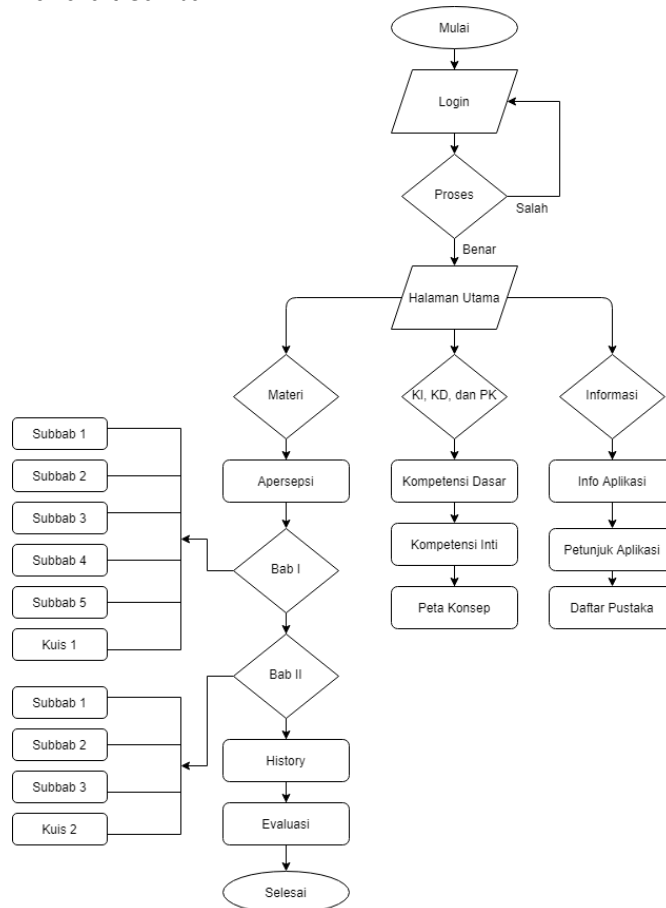 Mulai
Login
Proses
Salah
Benar
Halaman Utama
Materi
KI, KD, dan PK
Informasi
Subbab 1
Subbab 2
Subbab 3
Subbab 4
Subbab 5
Kuis 1
Apersepsi
Kompetensi Dasar
Info Aplikasi
Bab I
Kompetensi Inti
Petunjuk Aplikasi
Peta Konsep
Daftar Pustaka
Bab II
Subbab 1
Subbab 2
Subbab 3
Kuis 2
History
Evaluasi
Selesai